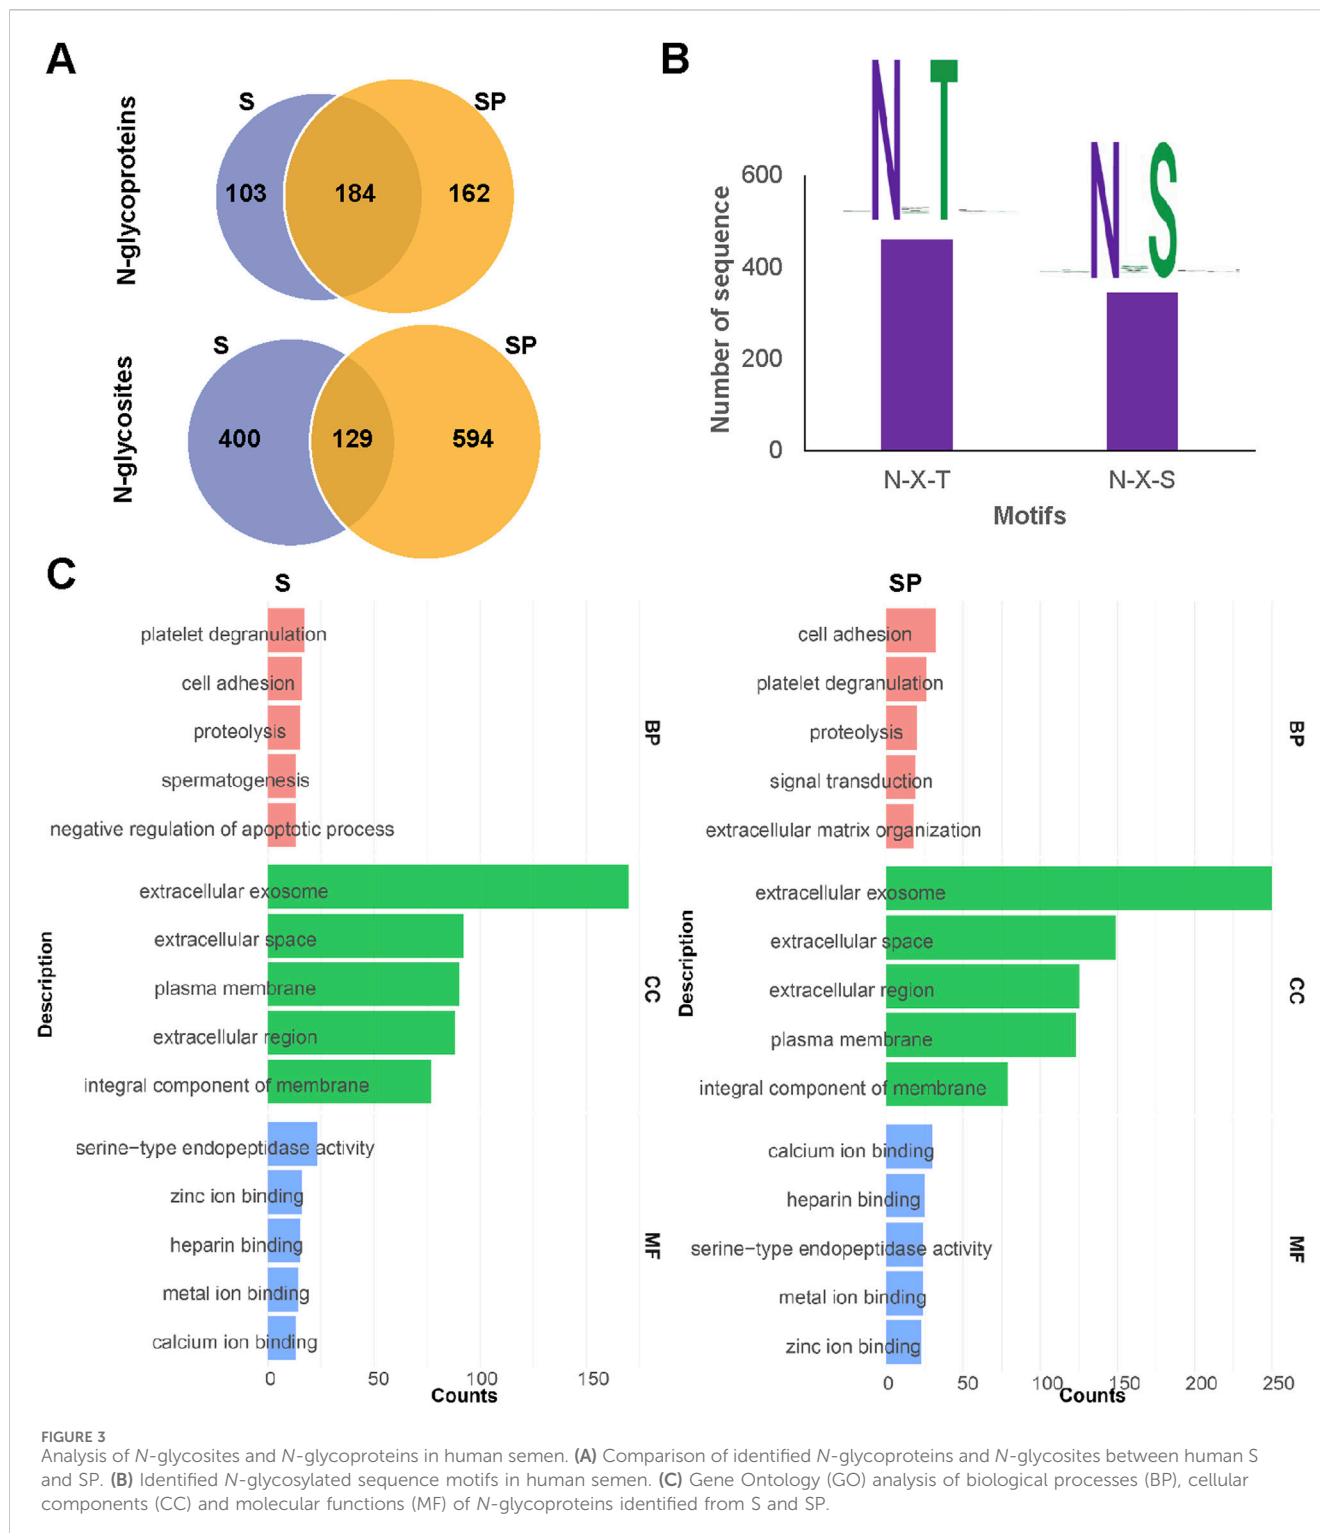 A
N-glycoproteins
S
SP
103
184
162
N-glycosites
S
SP
400
129
594
B
Number of sequence
600
400
200
0
N T
N S
N-X-T
N-X-S
Motifs
C
S
Description
platelet degranulation
cell adhesion
proteolysis
spermatogenesis
negative regulation of apoptotic process
BP
extracellular exosome
extracellular space
plasma membrane
extracellular region
integral component of membrane
CC
serine-type endopeptidase activity
zinc ion binding
heparin binding
metal ion binding
calcium ion binding
MF
0 50 100 150
Counts
SP
Description
cell adhesion
platelet degranulation
proteolysis
signal transduction
extracellular matrix organization
BP
extracellular exosome
extracellular space
extracellular region
plasma membrane
integral component of membrane
CC
calcium ion binding
heparin binding
serine-type endopeptidase activity
metal ion binding
zinc ion binding
MF
0 50 100 150 200 250
Counts
FIGURE 3
Analysis of N-glycosites and N-glycoproteins in human semen. (A) Comparison of identified N-glycoproteins and N-glycosites between human S
and SP. (B) Identified N-glycosylated sequence motifs in human semen. (C) Gene Ontology (GO) analysis of biological processes (BP), cellular
components (CC) and molecular functions (MF) of N-glycoproteins identified from S and SP.